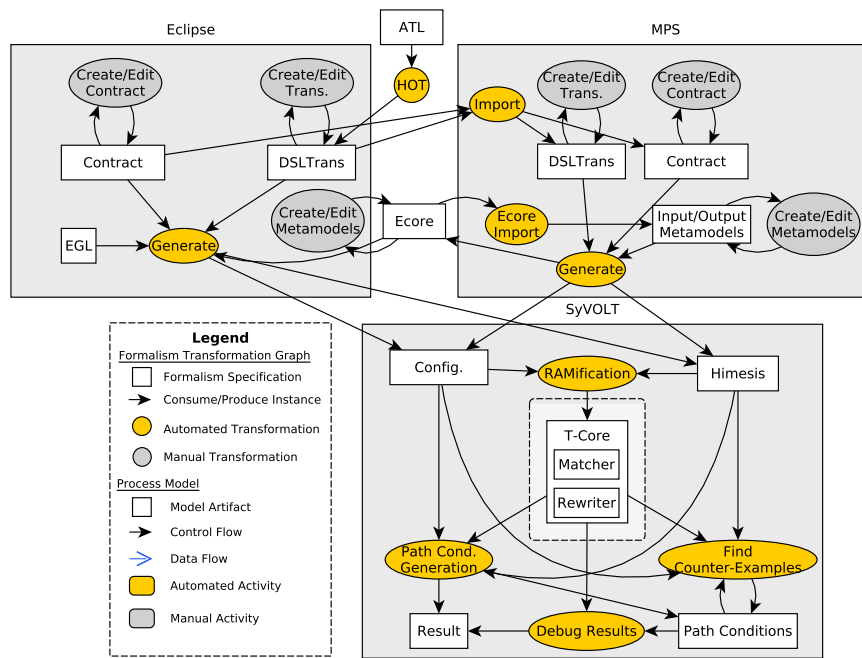 ATL
Eclipse
MPS
Create/Edit
Contract
Create/Edit
Trans.
HOT
Import
Create/Edit
Trans.
Create/Edit
Contract
Contract
DSLTrans
DSLTrans
Contract
Create/Edit
Metamodels
Ecore
Ecore
Import
Input/Output
Metamodels
Create/Edit
Metamodels
EGL
Generate
Generate
SyVOLT
Legend
Formalism Transformation Graph
Formalism Specification
Consume/Produce Instance
Automated Transformation
Manual Transformation
Process Model
Model Artifact
Control Flow
Data Flow
Automated Activity
Manual Activity
Config.
RAMification
Himesis
T-Core
Matcher
Rewriter
Path Cond.
Generation
Find
Counter-Examples
Result
Debug Results
Path Conditions